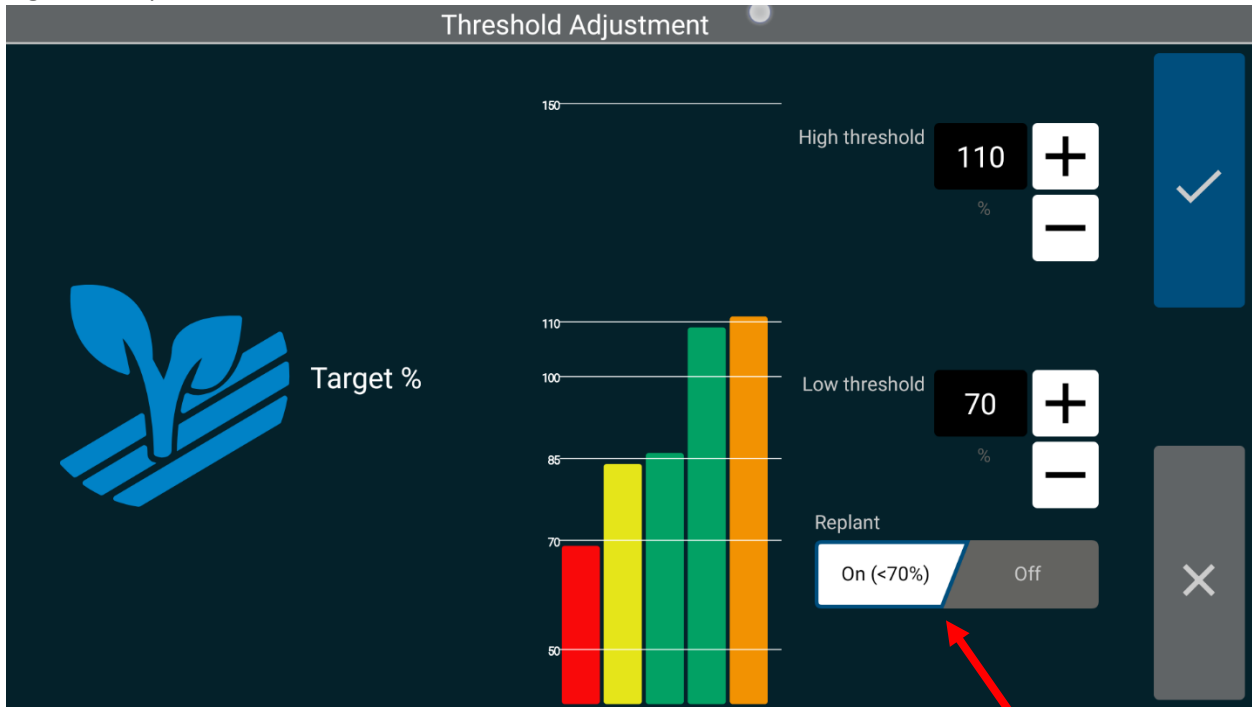 Threshold Adjustment
150
High threshold
110
%
110
Target %
100
Low threshold
70
%
85
Replant
70
On (<70%)
Off
50